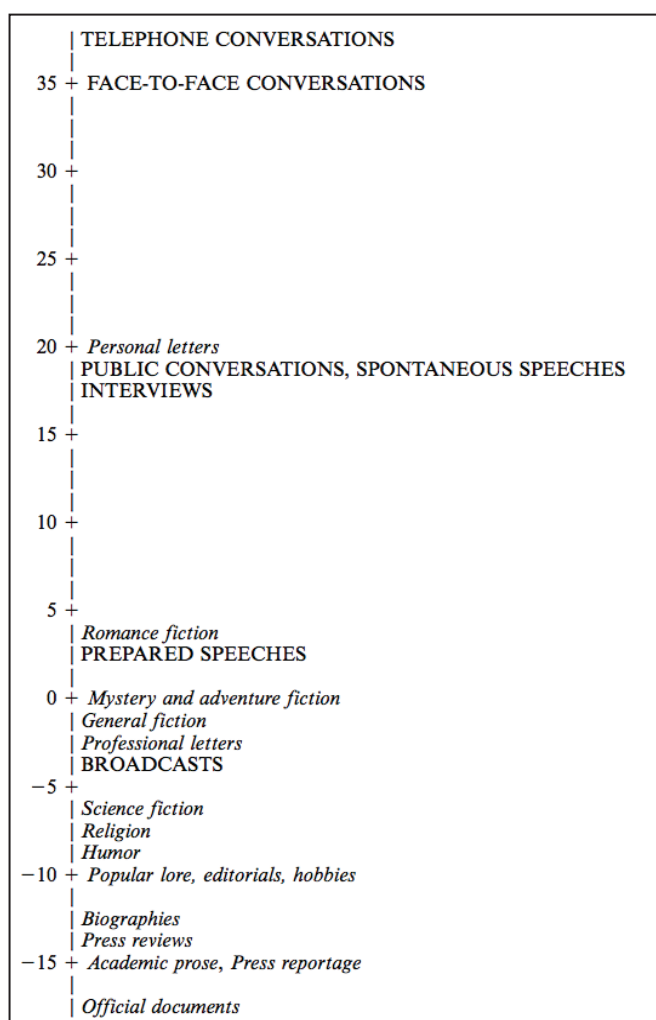 | TELEPHONE CONVERSATIONS
|
35 + FACE-TO-FACE CONVERSATIONS
|
|
|
30 +
|
|
|
25 +
|
|
|
20 + Personal letters
| PUBLIC CONVERSATIONS, SPONTANEOUS SPEECHES
| INTERVIEWS
|
15 +
|
|
|
10 +
|
|
|
5 +
| Romance fiction
| PREPARED SPEECHES
|
0 + Mystery and adventure fiction
| General fiction
| Professional letters
| BROADCASTS
−5 +
| Science fiction
| Religion
| Humor
−10 + Popular lore, editorials, hobbies
|
| Biographies
| Press reviews
−15 + Academic prose, Press reportage
|
| Official documents